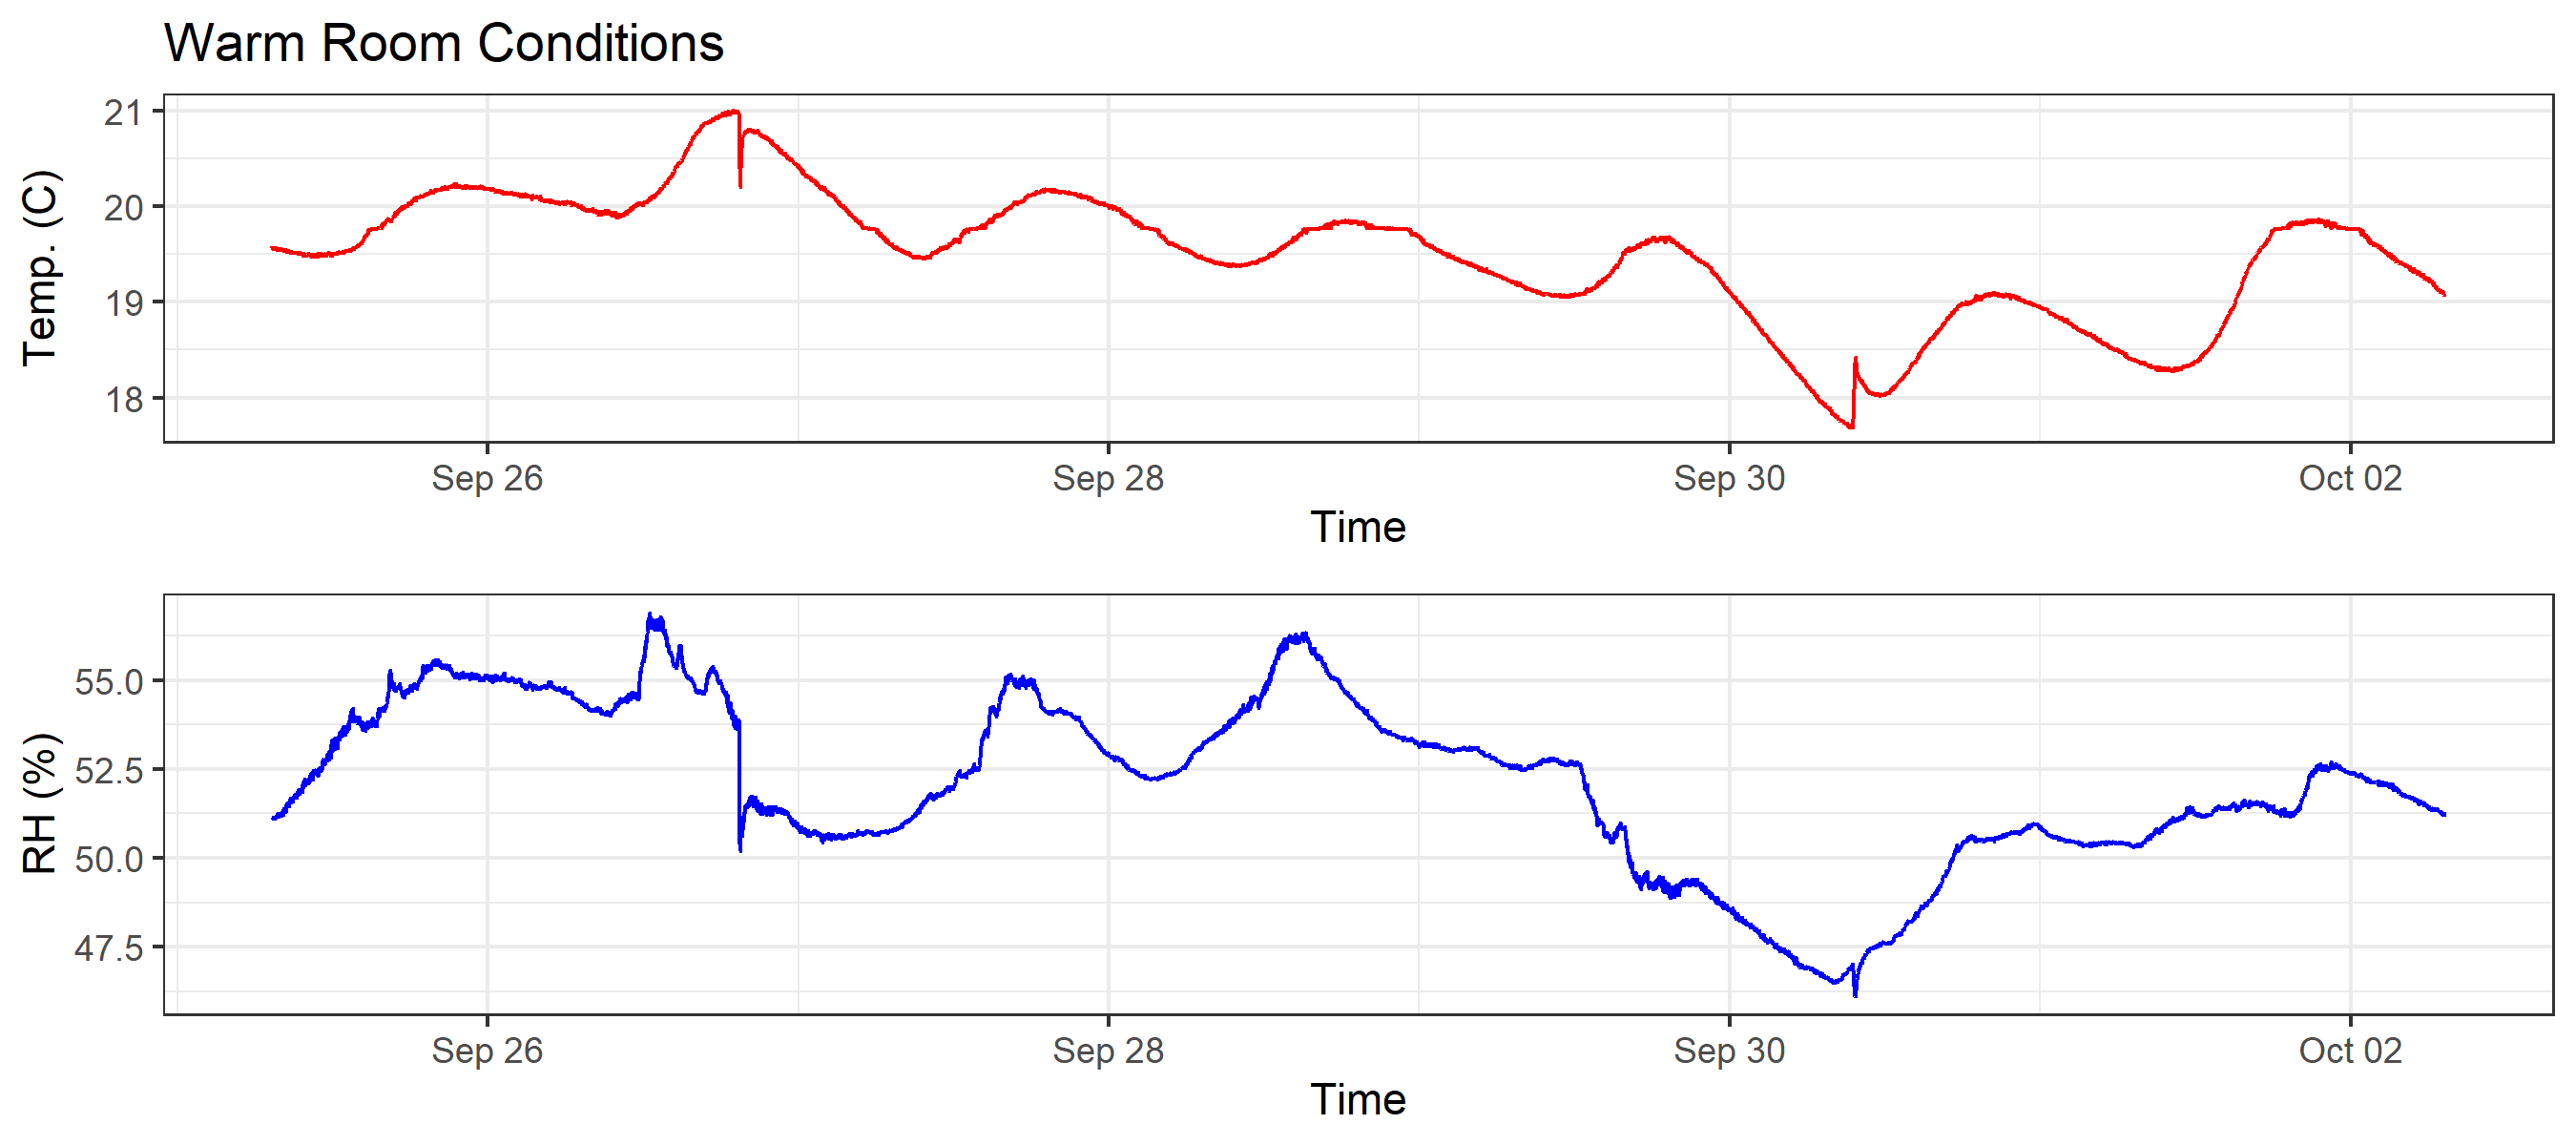 Warm Room Conditions
Temp. (C)
21
20
19
18
Sep 26 Sep 28 Sep 30 Oct 02
Time
RH (%)
55.0
52.5
50.0
47.5
Sep 26 Sep 28 Sep 30 Oct 02
Time